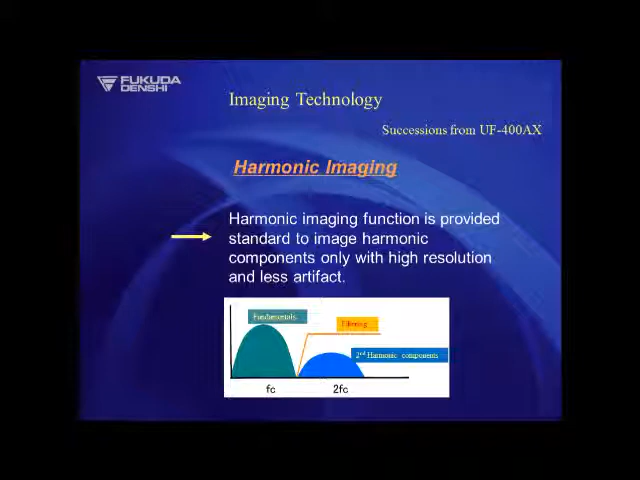 FUKUDA
DENSHI
Imaging Technology
Successions from UF-400AX
Harmonic Imaging
Harmonic imaging function is provided
standard to image harmonic
components only with high resolution
and less artifact.
Fundamentals
Filtering
2nd Harmonic components
fc
2fc